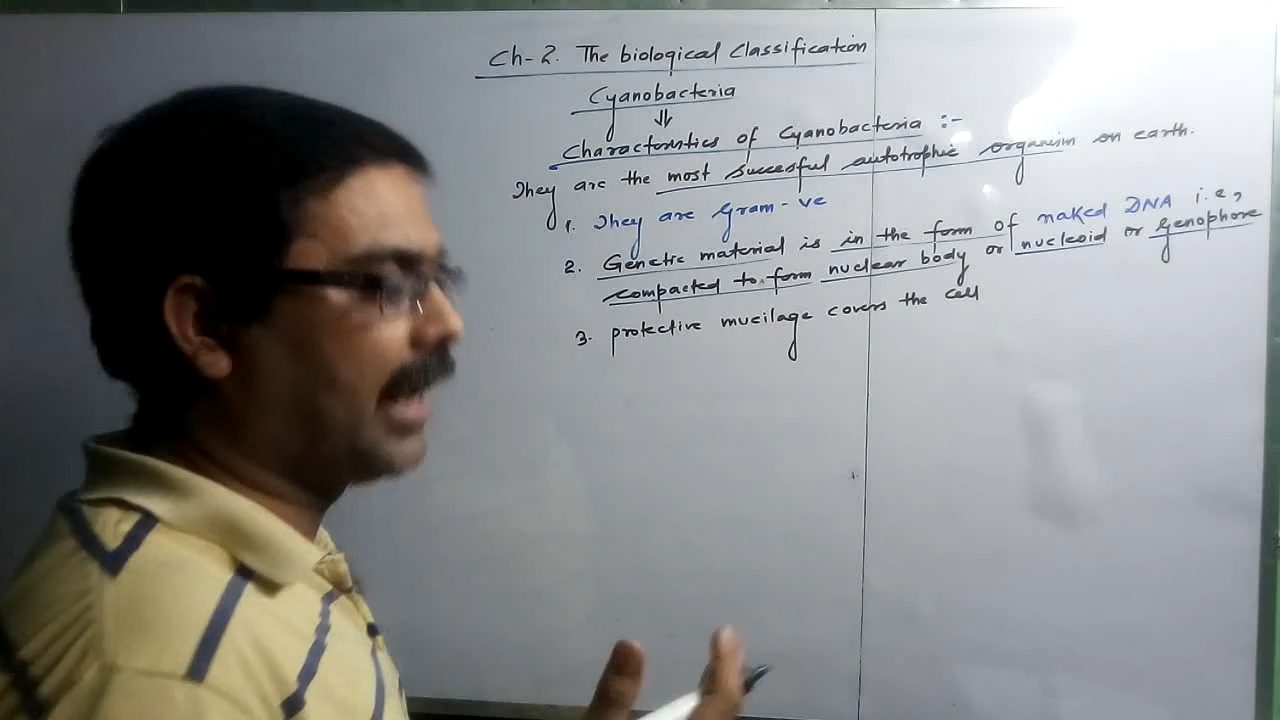 Ch-2. The biological Classification
Cyanobacteria
⇓
Characteristics of Cyanobacteria :-
They are the most succesful autotrophic organism on earth.
1. They are Gram -ve
2. Genetic material is in the form of naked DNA i.e,
compacted to form nuclear body or nucleoid or Genophore
3. protective mucilage covers the cell